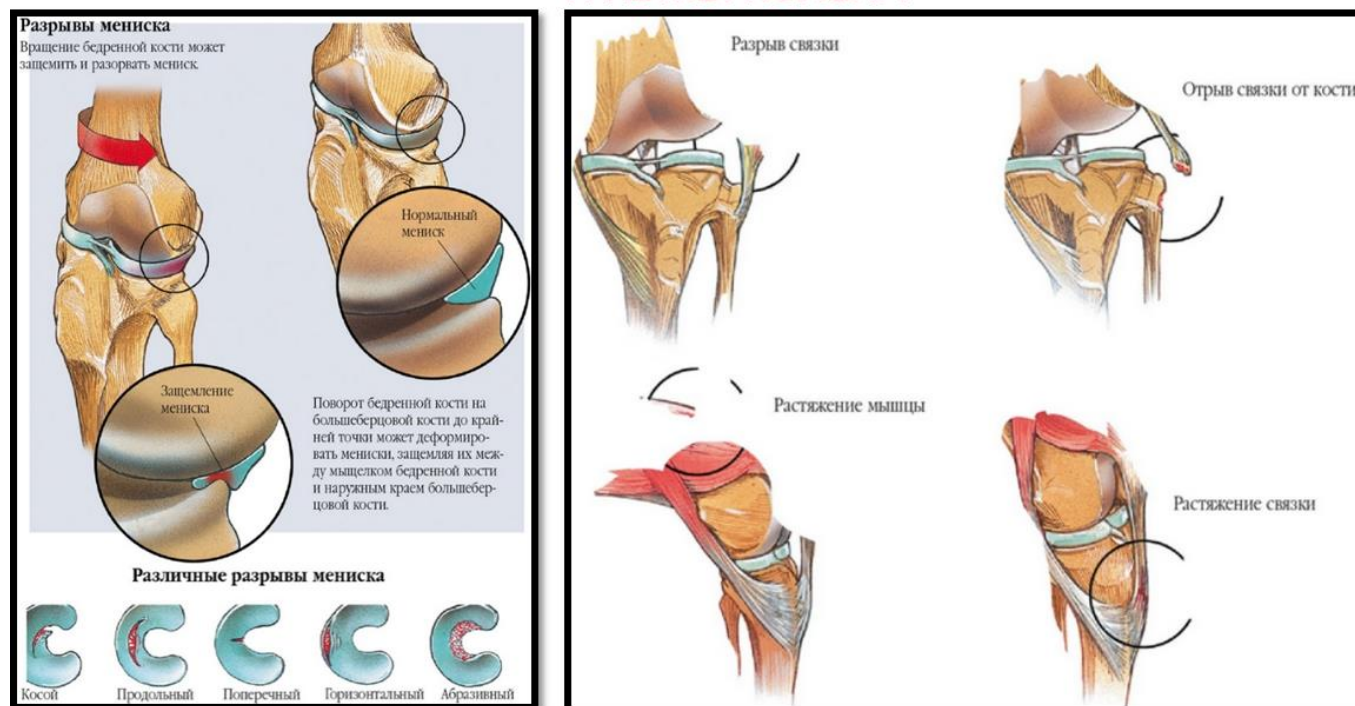 Разрывы мениска
Вращение бедренной кости может
защемить и разорвать мениск.
Нормальный
мениск
Защемление
мениска
Поворот бедренной кости на
большеберцовой кости до край-
ней точки может деформиро-
вать мениски, защемляя их меж-
ду мыщелком бедренной кости
и наружным краем большебер-
цовой кости.
Различные разрывы мениска
Косой
Продольный
Поперечный
Горизонтальный
Абразивный
Разрыв связки
Отрыв связки от кости
Растяжение мышцы
Растяжение связки